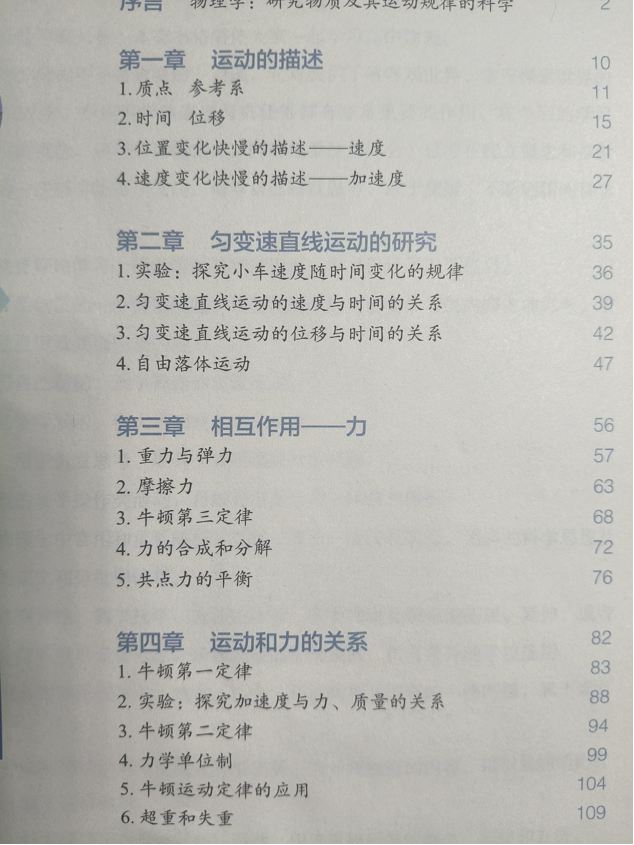 序言 物理学：研究物质及其运动规律的科学 2
第一章 运动的描述 10
1.质点 参考系 11
2.时间 位移 15
3.位置变化快慢的描述——速度 21
4.速度变化快慢的描述——加速度 27
第二章 匀变速直线运动的研究 35
1.实验：探究小车速度随时间变化的规律 36
2.匀变速直线运动的速度与时间的关系 39
3.匀变速直线运动的位移与时间的关系 42
4.自由落体运动 47
第三章 相互作用——力 56
1.重力与弹力 57
2.摩擦力 63
3.牛顿第三定律 68
4.力的合成和分解 72
5.共点力的平衡 76
第四章 运动和力的关系 82
1.牛顿第一定律 83
2.实验：探究加速度与力、质量的关系 88
3.牛顿第二定律 94
4.力学单位制 99
5.牛顿运动定律的应用 104
6.超重和失重 109